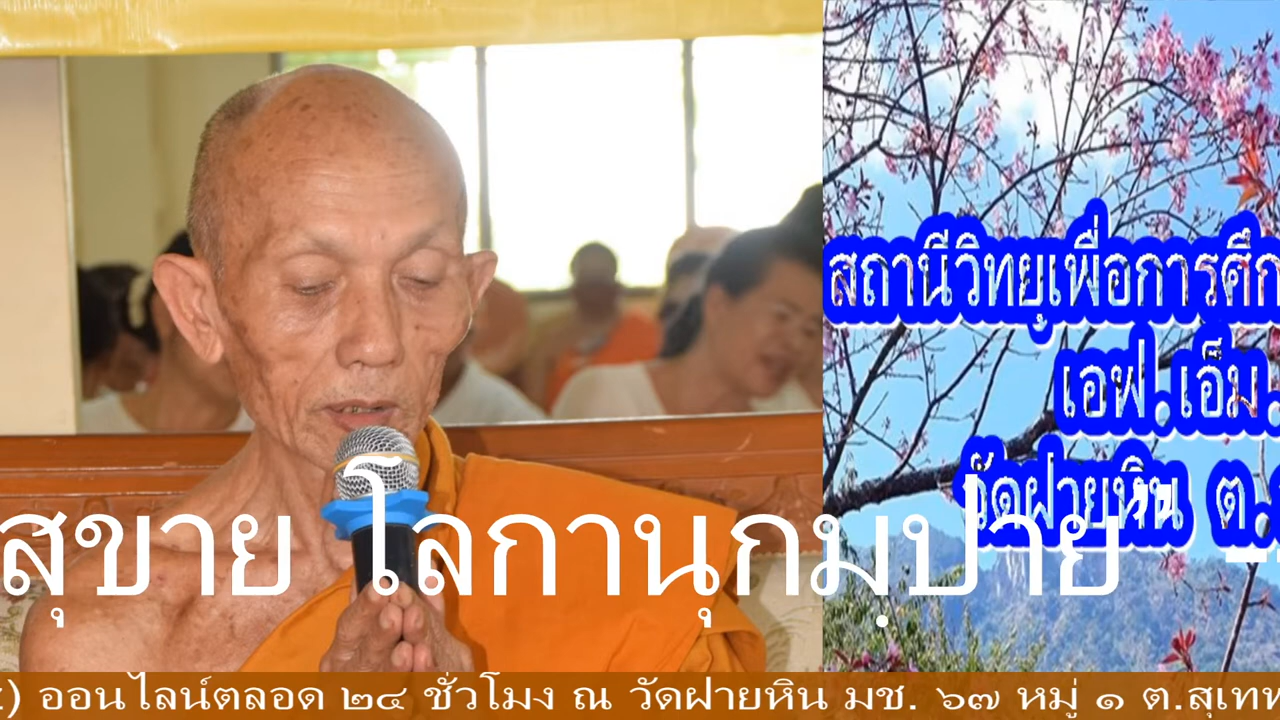 สถานีวิทยุเพื่อการศึก
เอฟ.เอ็ม.
วัดฝายหิน ต.
สุขาย โลกานุกมฺปาย”
) ออนไลน์ตลอด ๒๔ ชั่วโมง ณ วัดฝายหิน มช. ๖๗ หมู่ ๑ ต.สุเทพ